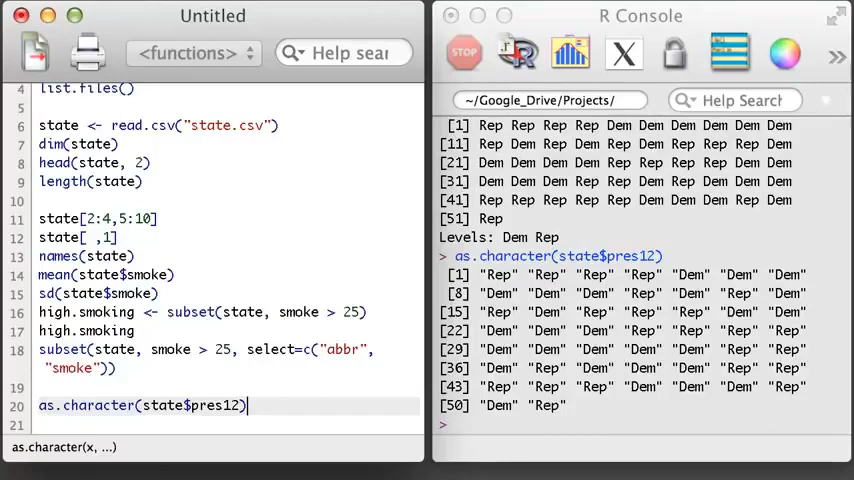 Untitled
<functions>
Help sear
4 list.files()
5
6 state <- read.csv("state.csv")
7 dim(state)
8 head(state, 2)
9 length(state)
10
11 state[2:4,5:10]
12 state[ ,1]
13 names(state)
14 mean(state$smoke)
15 sd(state$smoke)
16 high.smoking <- subset(state, smoke > 25)
17 high.smoking
18 subset(state, smoke > 25, select=c("abbr",
"smoke"))
19
20 as.character(state$pres12)
21
as.character(x, ...)
R Console
STOP
R
X
~/Google_Drive/Projects/
Help Search
[1] Rep Rep Rep Rep Dem Dem Dem Dem Dem Dem
[11] Rep Dem Rep Dem Rep Dem Rep Rep Rep Dem
[21] Dem Dem Dem Dem Rep Rep Rep Rep Dem Dem
[31] Dem Dem Dem Rep Rep Dem Rep Dem Dem Dem
[41] Rep Rep Rep Rep Rep Dem Dem Dem Rep Dem
[51] Rep
Levels: Dem Rep
> as.character(state$pres12)
[1] "Rep" "Rep" "Rep" "Rep" "Dem" "Dem" "Dem"
[8] "Dem" "Dem" "Dem" "Rep" "Dem" "Rep" "Dem"
[15] "Rep" "Dem" "Rep" "Rep" "Rep" "Dem" "Dem"
[22] "Dem" "Dem" "Dem" "Rep" "Rep" "Rep" "Rep"
[29] "Dem" "Dem" "Dem" "Dem" "Dem" "Rep" "Rep"
[36] "Dem" "Rep" "Dem" "Dem" "Dem" "Rep" "Rep"
[43] "Rep" "Rep" "Rep" "Dem" "Dem" "Dem" "Rep"
[50] "Dem" "Rep"
>